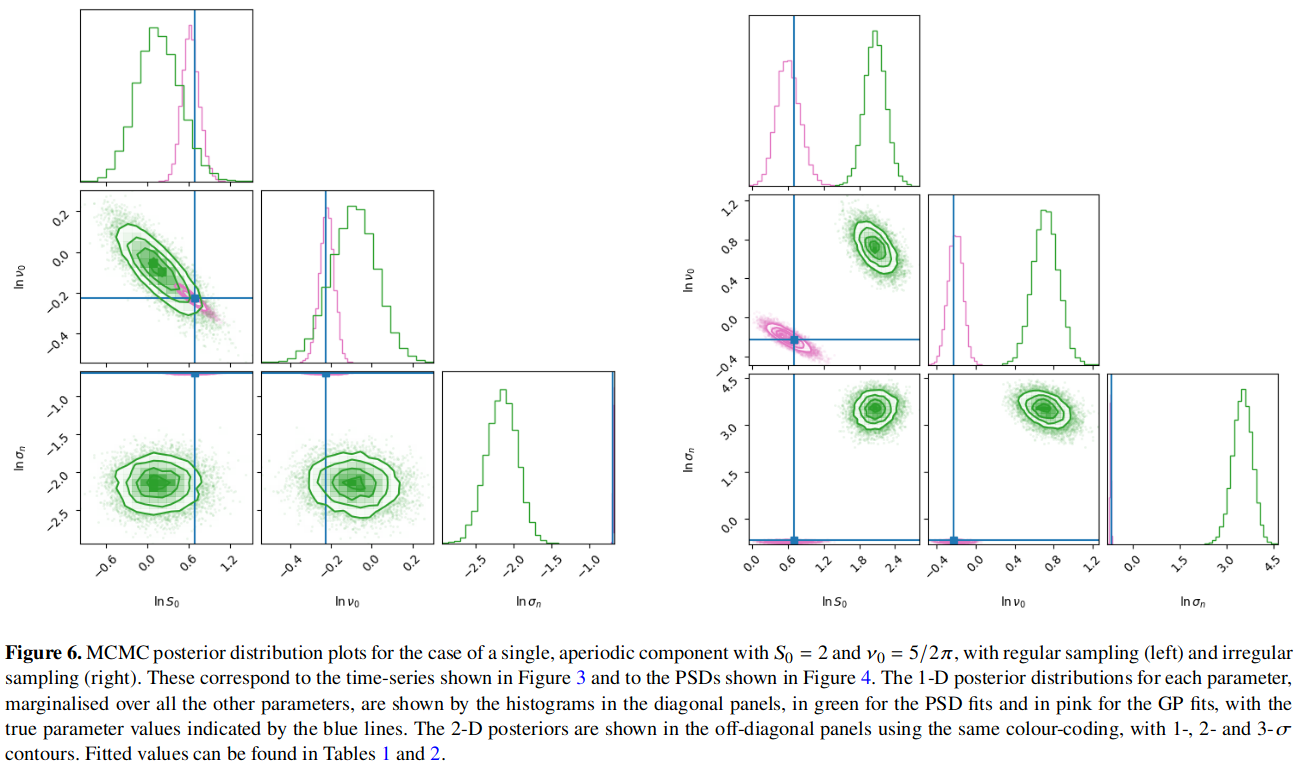 0.2
0.0
−0.2
−0.4
ln ν0
−1.0
−1.5
−2.0
−2.5
ln σn
−0.6 0.0 0.6 1.2
−0.4 −0.2 0.0 0.2
−2.5 −2.0 −1.5 −1.0
ln S0 ln ν0 ln σn
1.2
0.8
0.4
0.0
−0.4
ln ν0
4.5
3.0
1.5
0.0
ln σn
0.0 0.6 1.2 1.8 2.4
−0.4 0.0 0.4 0.8 1.2
0.0 1.5 3.0 4.5
ln S0 ln ν0 ln σn
Figure 6. MCMC posterior distribution plots for the case of a single, aperiodic component with S0 = 2 and ν0 = 5/2π, with regular sampling (left) and irregular
sampling (right). These correspond to the time-series shown in Figure 3 and to the PSDs shown in Figure 4. The 1-D posterior distributions for each parameter,
marginalised over all the other parameters, are shown by the histograms in the diagonal panels, in green for the PSD fits and in pink for the GP fits, with the
true parameter values indicated by the blue lines. The 2-D posteriors are shown in the off-diagonal panels using the same colour-coding, with 1-, 2- and 3-σ
contours. Fitted values can be found in Tables 1 and 2.